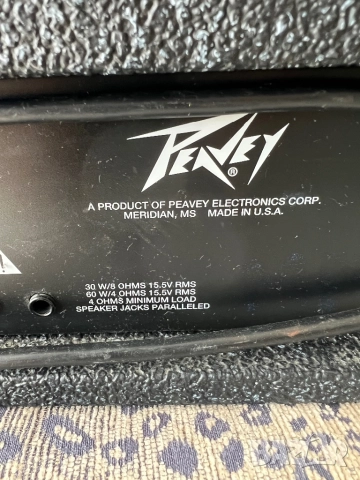 PEAVEY®
A PRODUCT OF PEAVEY ELECTRONICS CORP.
MERIDIAN, MS MADE IN U.S.A.
30 W/8 OHMS 15.5V RMS
60 W/4 OHMS 15.5V RMS
4 OHMS MINIMUM LOAD
SPEAKER JACKS PARALLELED